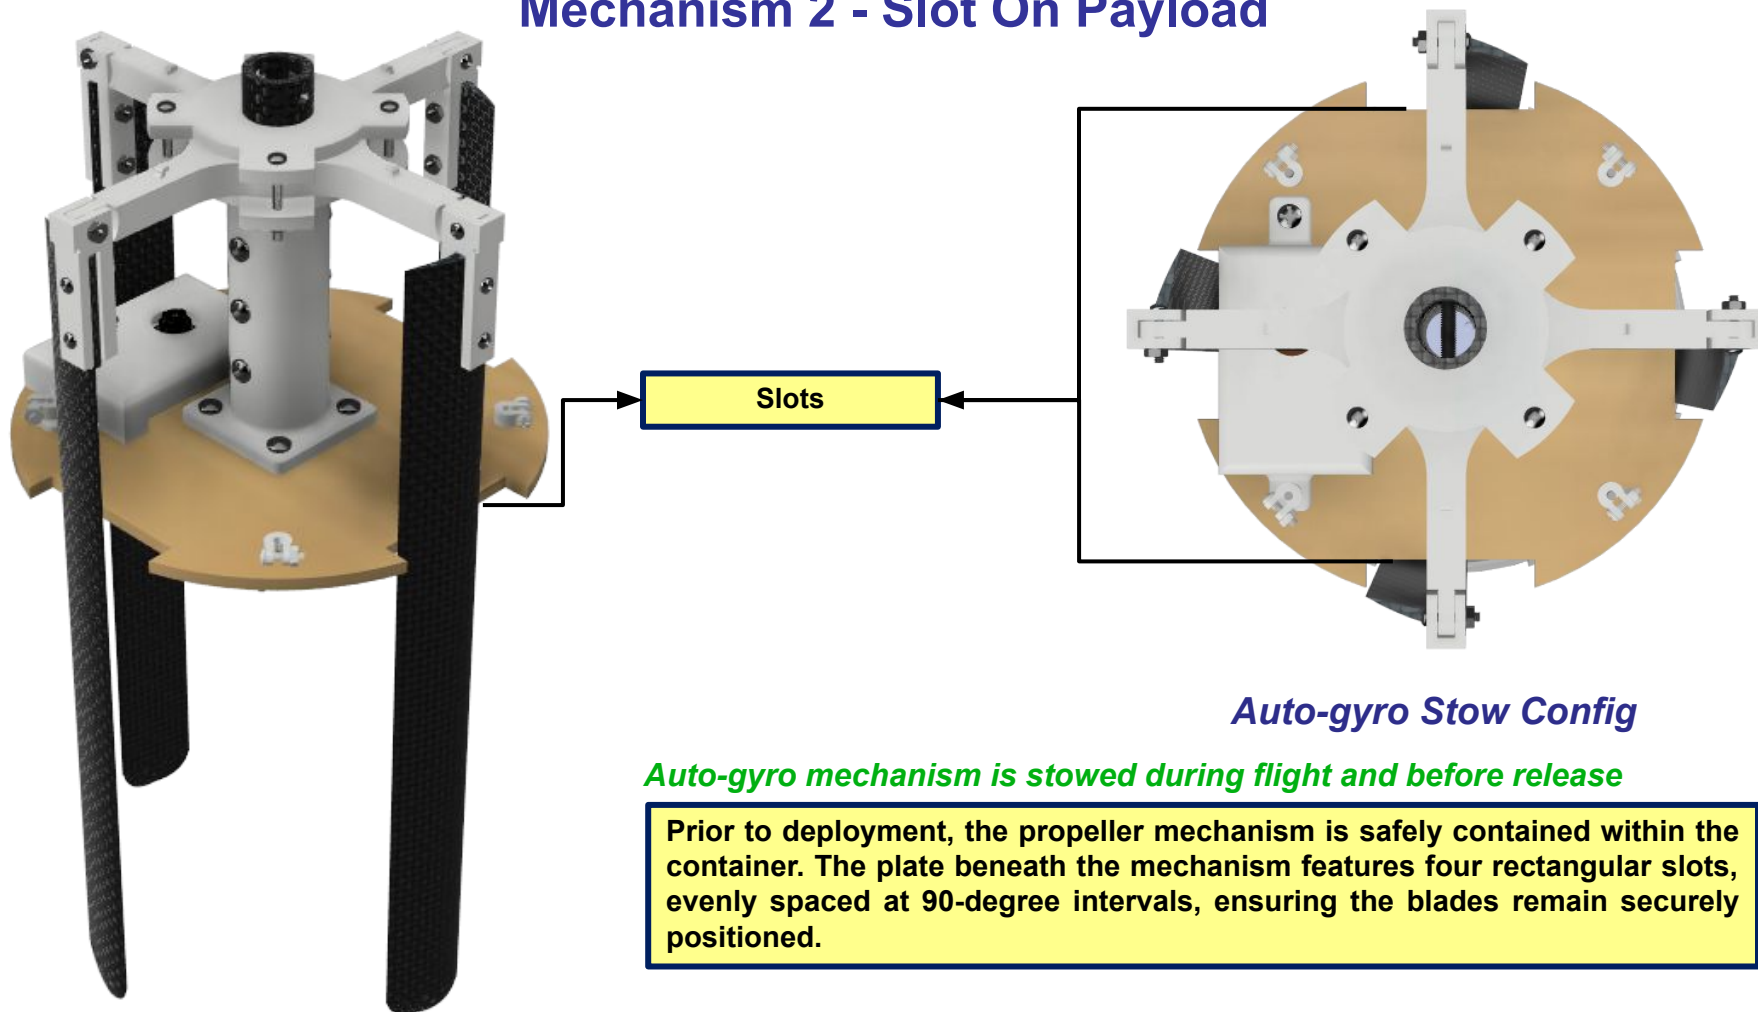 Mechanism 2 - Slot On Payload
Slots
Auto-gyro Stow Config
Auto-gyro mechanism is stowed during flight and before release
Prior to deployment, the propeller mechanism is safely contained within the
container. The plate beneath the mechanism features four rectangular slots,
evenly spaced at 90-degree intervals, ensuring the blades remain securely
positioned.